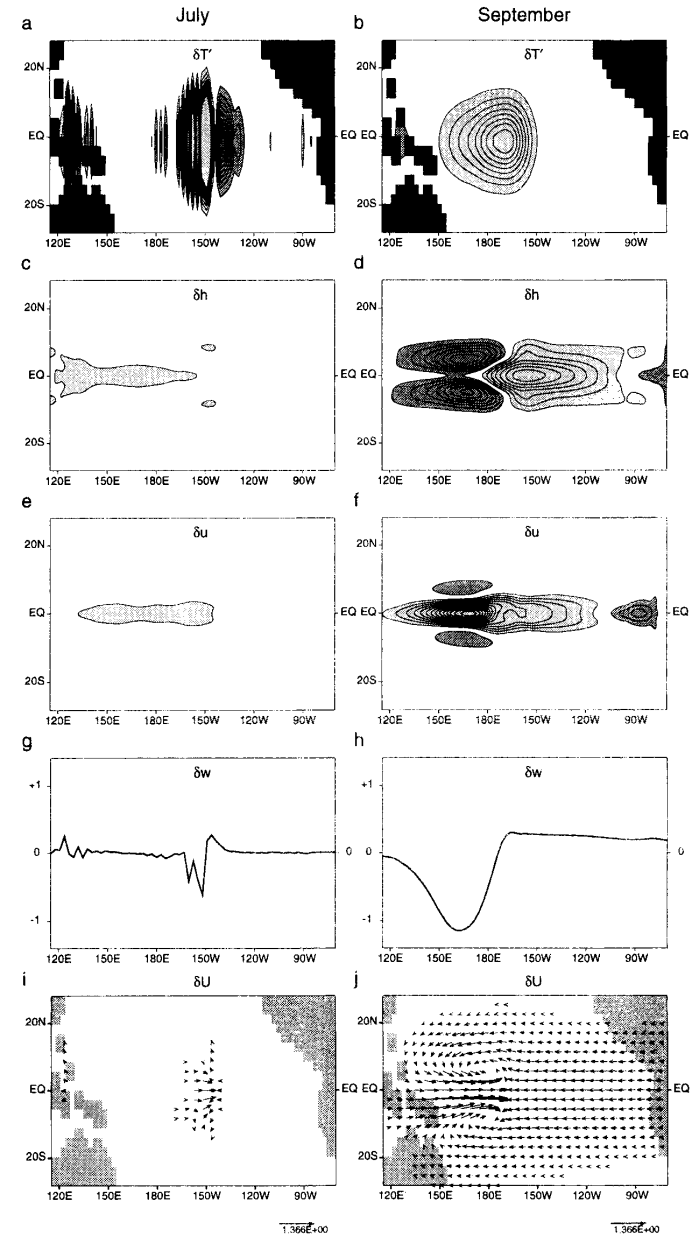 July September
a b
δT′ δT′
20N 20N
EQ EQ EQ EQ
20S 20S
120E 150E 180E 150W 120W 90W 120E 150E 180E 150W 120W 90W
c d
δh δh
20N 20N
EQ EQ EQ EQ
20S 20S
120E 150E 180E 150W 120W 90W 120E 150E 180E 150W 120W 90W
e f
δu δu
20N 20N
EQ EQ EQ EQ
20S 20S
120E 150E 180E 150W 120W 90W 120E 150E 180E 150W 120W 90W
g h
δw δw
+1 +1
0 0 0 0
-1 -1
120E 150E 180E 150W 120W 90W 120E 150E 180E 150W 120W 90W
i j
δU δU
20N 20N
EQ EQ EQ EQ
20S 20S
120E 150E 180E 150W 120W 90W 120E 150E 180E 150W 120W 90W
1.366E+00 1.366E+00